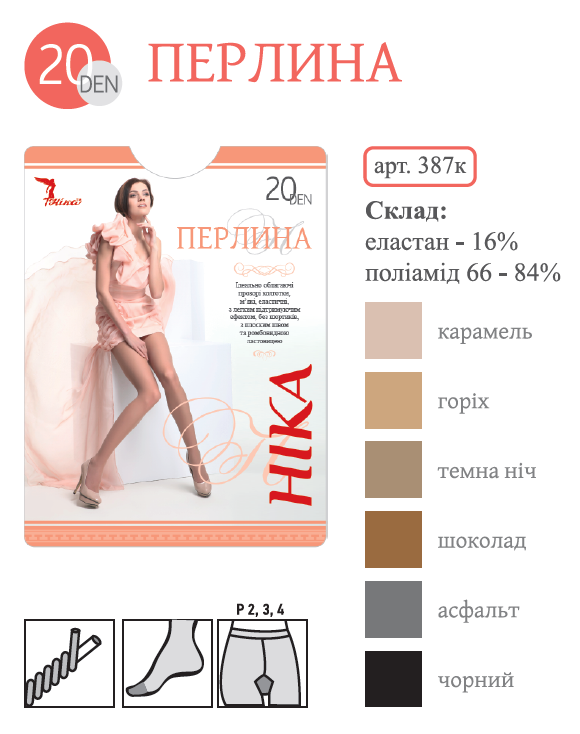 20
DEN
ПЕРЛИНА
Ніка
20
DEN
ПЕРЛИНА
Ідеально облягаючі
прозорі колготки,
м'які, еластичні,
з легким підтримуючим
ефектом, без шортиків,
з плоским швом
та ромбовидною
ластовицею
НІКА
арт. 387к
Склад:
еластан - 16%
поліамід 66 - 84%
карамель
горіх
темна ніч
шоколад
асфальт
чорний
Р 2, 3, 4